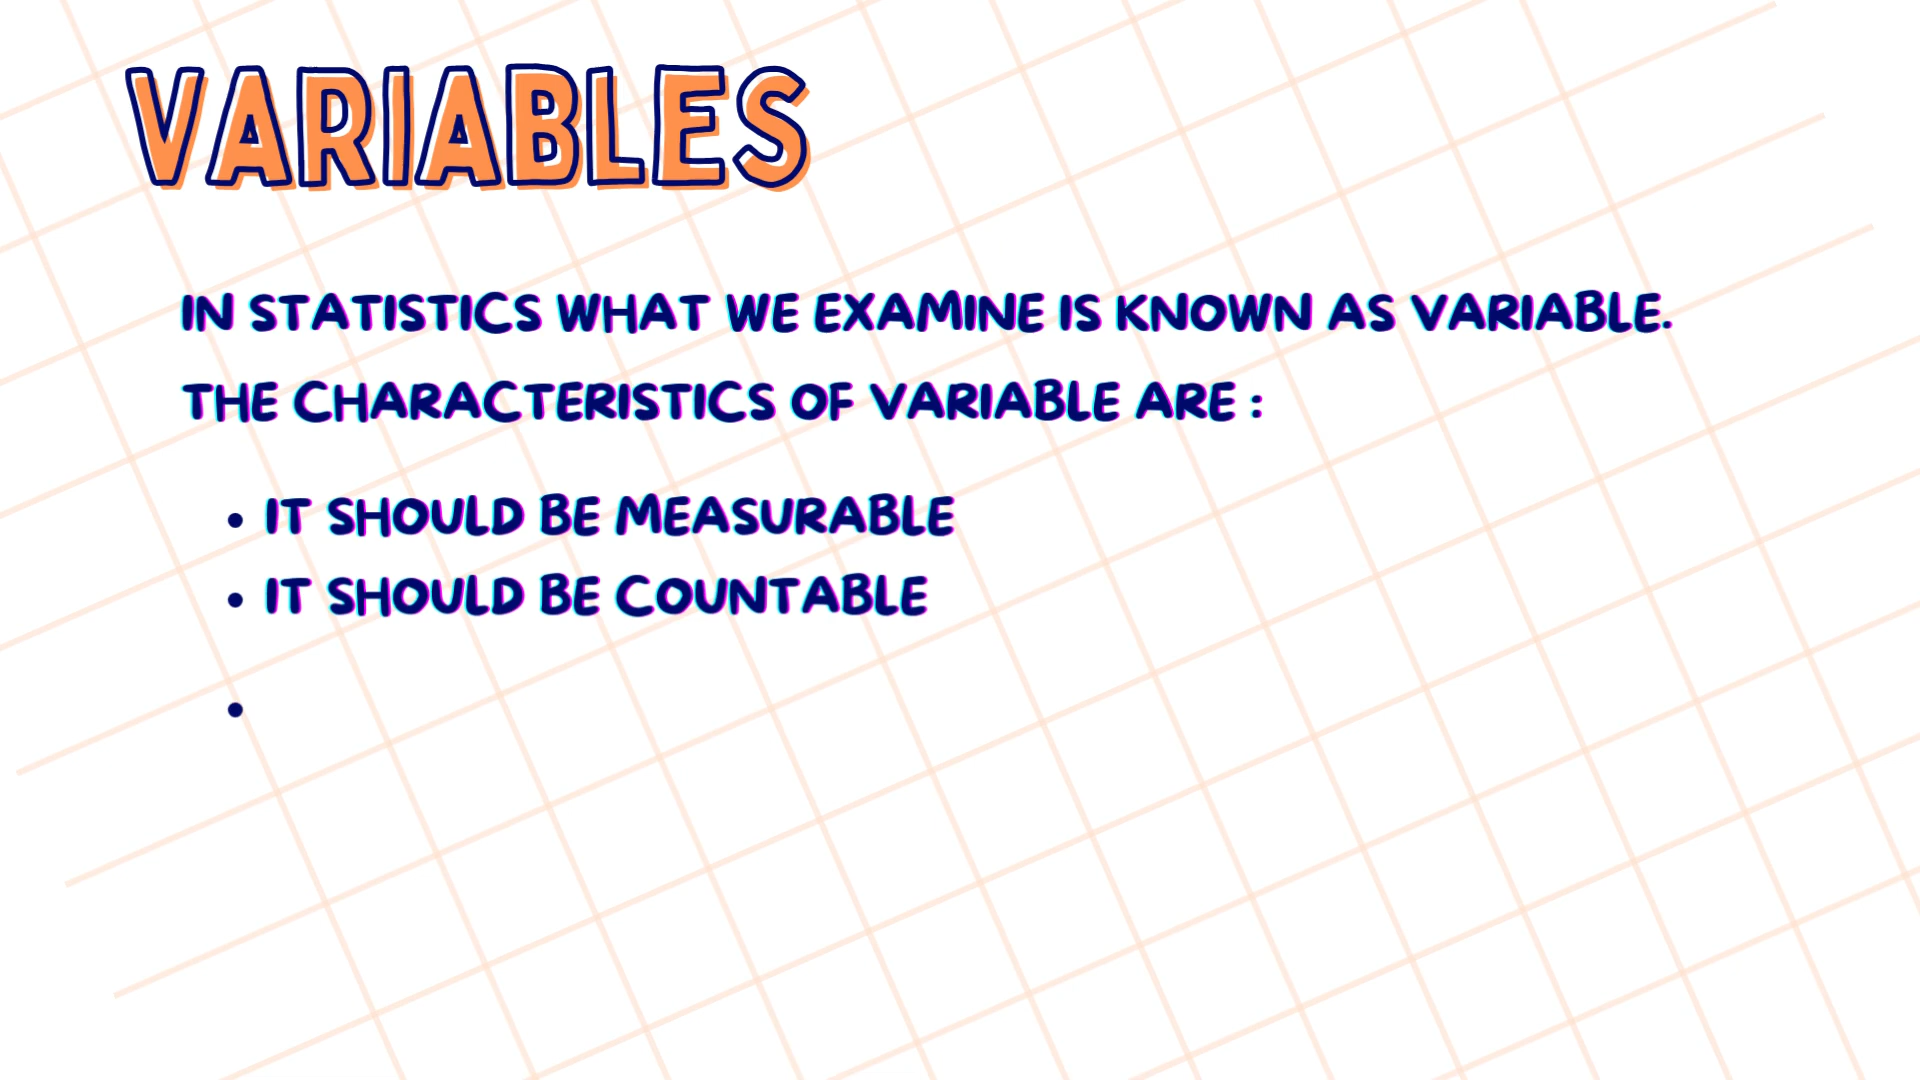 VARIABLES
IN STATISTICS WHAT WE EXAMINE IS KNOWN AS VARIABLE.
THE CHARACTERISTICS OF VARIABLE ARE :
• IT SHOULD BE MEASURABLE
• IT SHOULD BE COUNTABLE
•